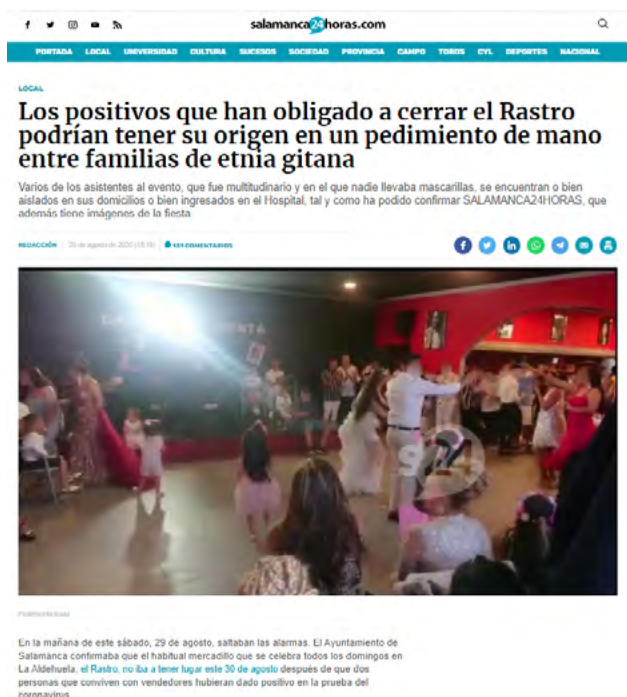 salamanca24horas.com
PORTADA LOCAL UNIVERSIDAD CULTURA SUCESOS SOCIEDAD PROVINCIA CAMPO TOROS CYL DEPORTES NACIONAL
LOCAL
Los positivos que han obligado a cerrar el Rastro
podrían tener su origen en un pedimiento de mano
entre familias de etnia gitana
Varios de los asistentes al evento, que fue multitudinario y en el que nadie llevaba mascarillas, se encuentran o bien
aislados en sus domicilios o bien ingresados en el Hospital, tal y como ha podido confirmar SALAMANCA24HORAS, que
además tiene imágenes de la fiesta
REDACCIÓN de agosto de 2020 COMENTARIOS
s24
En la mañana de este sábado, 29 de agosto, saltaban las alarmas. El Ayuntamiento de
Salamanca confirmaba que el habitual mercadillo que se celebra todos los domingos en
La Aldehuela, el Rastro, no iba a tener lugar este 30 de agosto después de que dos
personas que conviven con vendedores hubieran dado positivo en la prueba del
coronavirus.